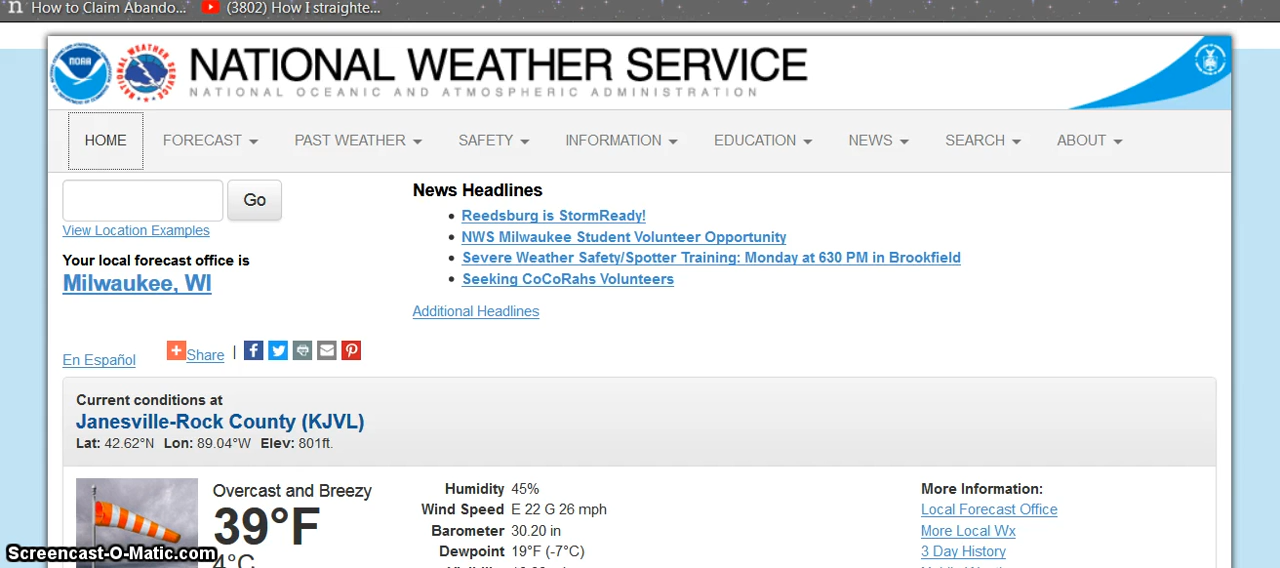 How to Claim Abando...
(3802) How I straighte...
NATIONAL WEATHER SERVICE
NATIONAL OCEANIC AND ATMOSPHERIC ADMINISTRATION
HOME FORECAST PAST WEATHER SAFETY INFORMATION EDUCATION NEWS SEARCH ABOUT
Go
View Location Examples
Your local forecast office is
Milwaukee, WI
News Headlines
Reedsburg is StormReady!
NWS Milwaukee Student Volunteer Opportunity
Severe Weather Safety/Spotter Training: Monday at 630 PM in Brookfield
Seeking CoCoRahs Volunteers
Additional Headlines
En Español
Share |
Current conditions at
Janesville-Rock County (KJVL)
Lat: 42.62°N Lon: 89.04°W Elev: 801ft.
Overcast and Breezy
39°F
4°C
Humidity 45%
Wind Speed E 22 G 26 mph
Barometer 30.20 in
Dewpoint 19°F (-7°C)
More Information:
Local Forecast Office
More Local Wx
3 Day History
Screencast-O-Matic.com